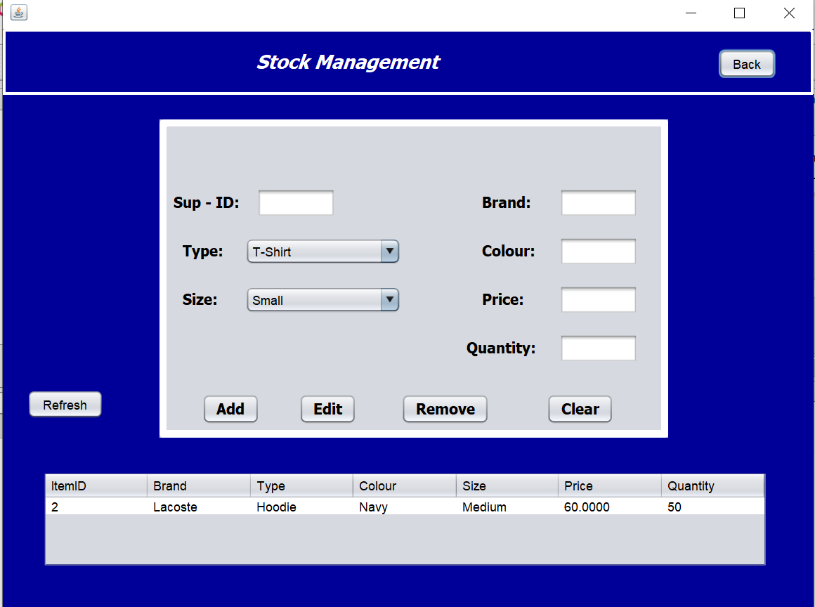 Stock Management
Back
Sup - ID:
Brand:
Type:
T-Shirt
Colour:
Size:
Small
Price:
Quantity:
Refresh
Add
Edit
Remove
Clear
ItemID Brand Type Colour Size Price Quantity
2 Lacoste Hoodie Navy Medium 60.0000 50